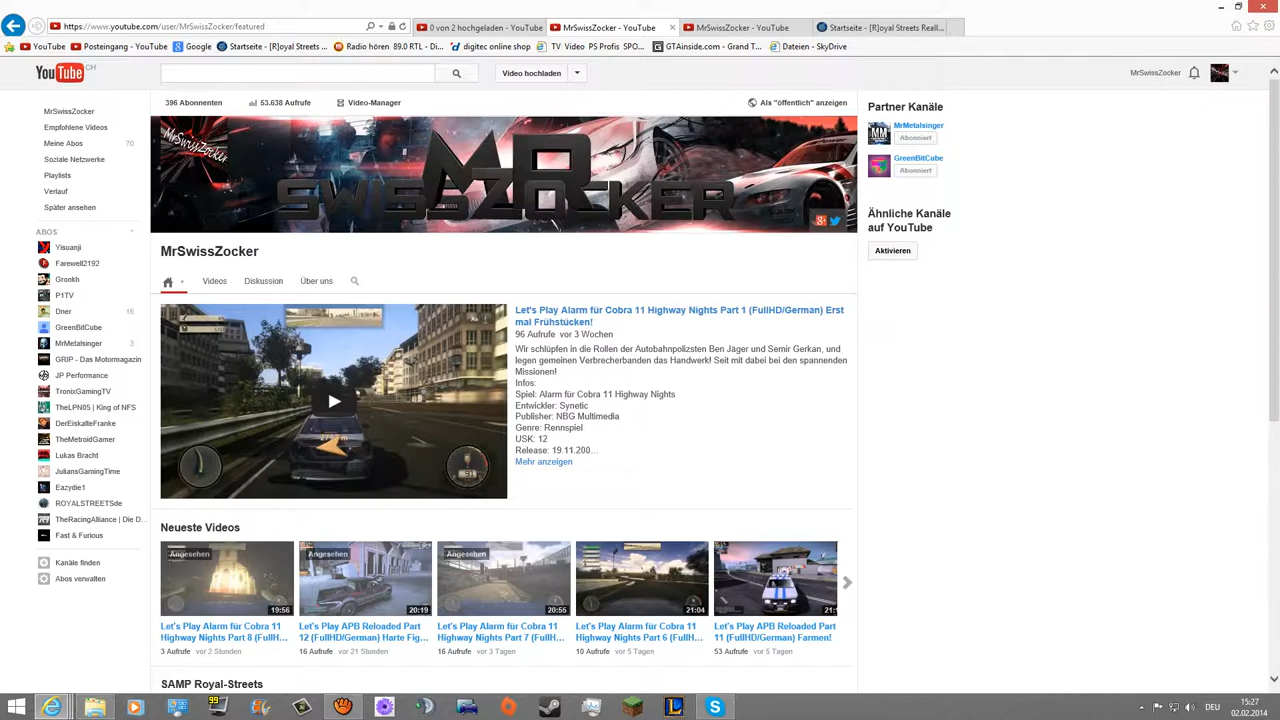 https://www.youtube.com/user/MrSwissZocker/featured
0 von 2 hochgeladen - YouTube
MrSwissZocker - YouTube
MrSwissZocker - YouTube
Startseite - [R]oyal Streets Reall...
YouTube
Posteingang - YouTube
Google
Startseite - [R]oyal Streets ...
Radio hören 89.0 RTL - Di...
digitec online shop
TV Video PS Profis SPO...
GTAinside.com - Grand T...
Dateien - SkyDrive
YouTube CH
Video hochladen
MrSwissZocker
MrSwissZocker
Empfohlene Videos
Meine Abos 70
Soziale Netzwerke
Playlists
Verlauf
Später ansehen
ABOS
Yisuanji
Farewell2192
Gronkh
P1TV
Dner 16
GreenBitCube
MrMetalsinger 3
GRIP - Das Motormagazin
JP Performance
TronixGamingTV
TheLPN05 | King of NFS
DerEiskalteFranke
TheMetroidGamer
Lukas Bracht
JuliansGamingTime
Eazydie1
ROYALSTREETSde
TheRacingAlliance | Die D...
Fast & Furious
Kanäle finden
Abos verwalten
396 Abonnenten
53.638 Aufrufe
Video-Manager
Als "öffentlich" anzeigen
MrSwissZocker
MR
SWISSZOCKER
MrSwissZocker
Videos
Diskussion
Über uns
Let's Play Alarm für Cobra 11 Highway Nights Part 1 (FullHD/German) Erst
mal Frühstücken!
96 Aufrufe vor 3 Wochen
Wir schlüpfen in die Rollen der Autobahnpolizsten Ben Jäger und Semir Gerkan, und
legen gemeinen Verbrecherbanden das Handwerk! Seit mit dabei bei den spannenden
Missionen!
Infos:
Spiel: Alarm für Cobra 11 Highway Nights
Entwickler: Synetic
Publisher: NBG Multimedia
Genre: Rennspiel
USK: 12
Release: 19.11.200...
Mehr anzeigen
91
Neueste Videos
Angesehen
19:56
Let's Play Alarm für Cobra 11
Highway Nights Part 8 (FullH...
3 Aufrufe vor 2 Stunden
Angesehen
20:19
Let's Play APB Reloaded Part
12 (FullHD/German) Harte Fig...
16 Aufrufe vor 21 Stunden
Angesehen
20:55
Let's Play Alarm für Cobra 11
Highway Nights Part 7 (FullH...
16 Aufrufe vor 3 Tagen
21:04
Let's Play Alarm für Cobra 11
Highway Nights Part 6 (FullH...
10 Aufrufe vor 5 Tagen
Let's Play APB Reloaded Part
11 (FullHD/German) Farmen!
53 Aufrufe vor 5 Tagen
SAMP Royal-Streets
Partner Kanäle
MM
MrMetalsinger
Abonniert
GreenBitCube
Abonniert
Ähnliche Kanäle
auf YouTube
Aktivieren
99
DEU
15:27
02.02.2014